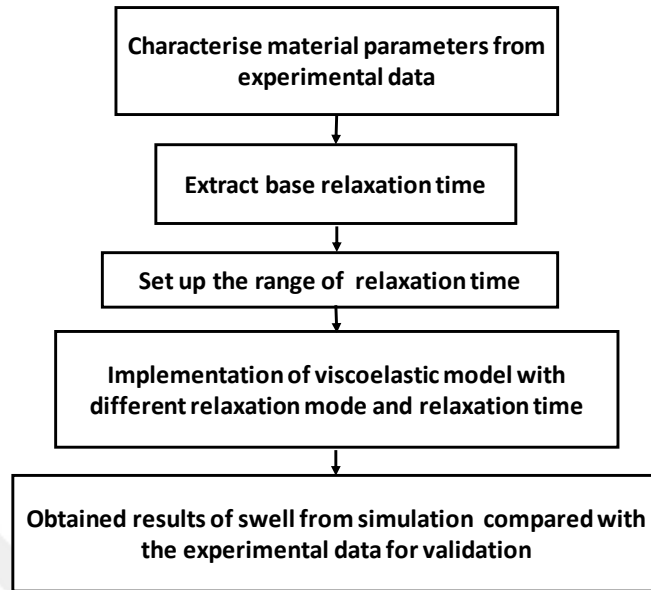 Characterise material parameters from
experimental data
Extract base relaxation time
Set up the range of relaxation time
Implementation of viscoelastic model with
different relaxation mode and relaxation time
Obtained results of swell from simulation compared with
the experimental data for validation